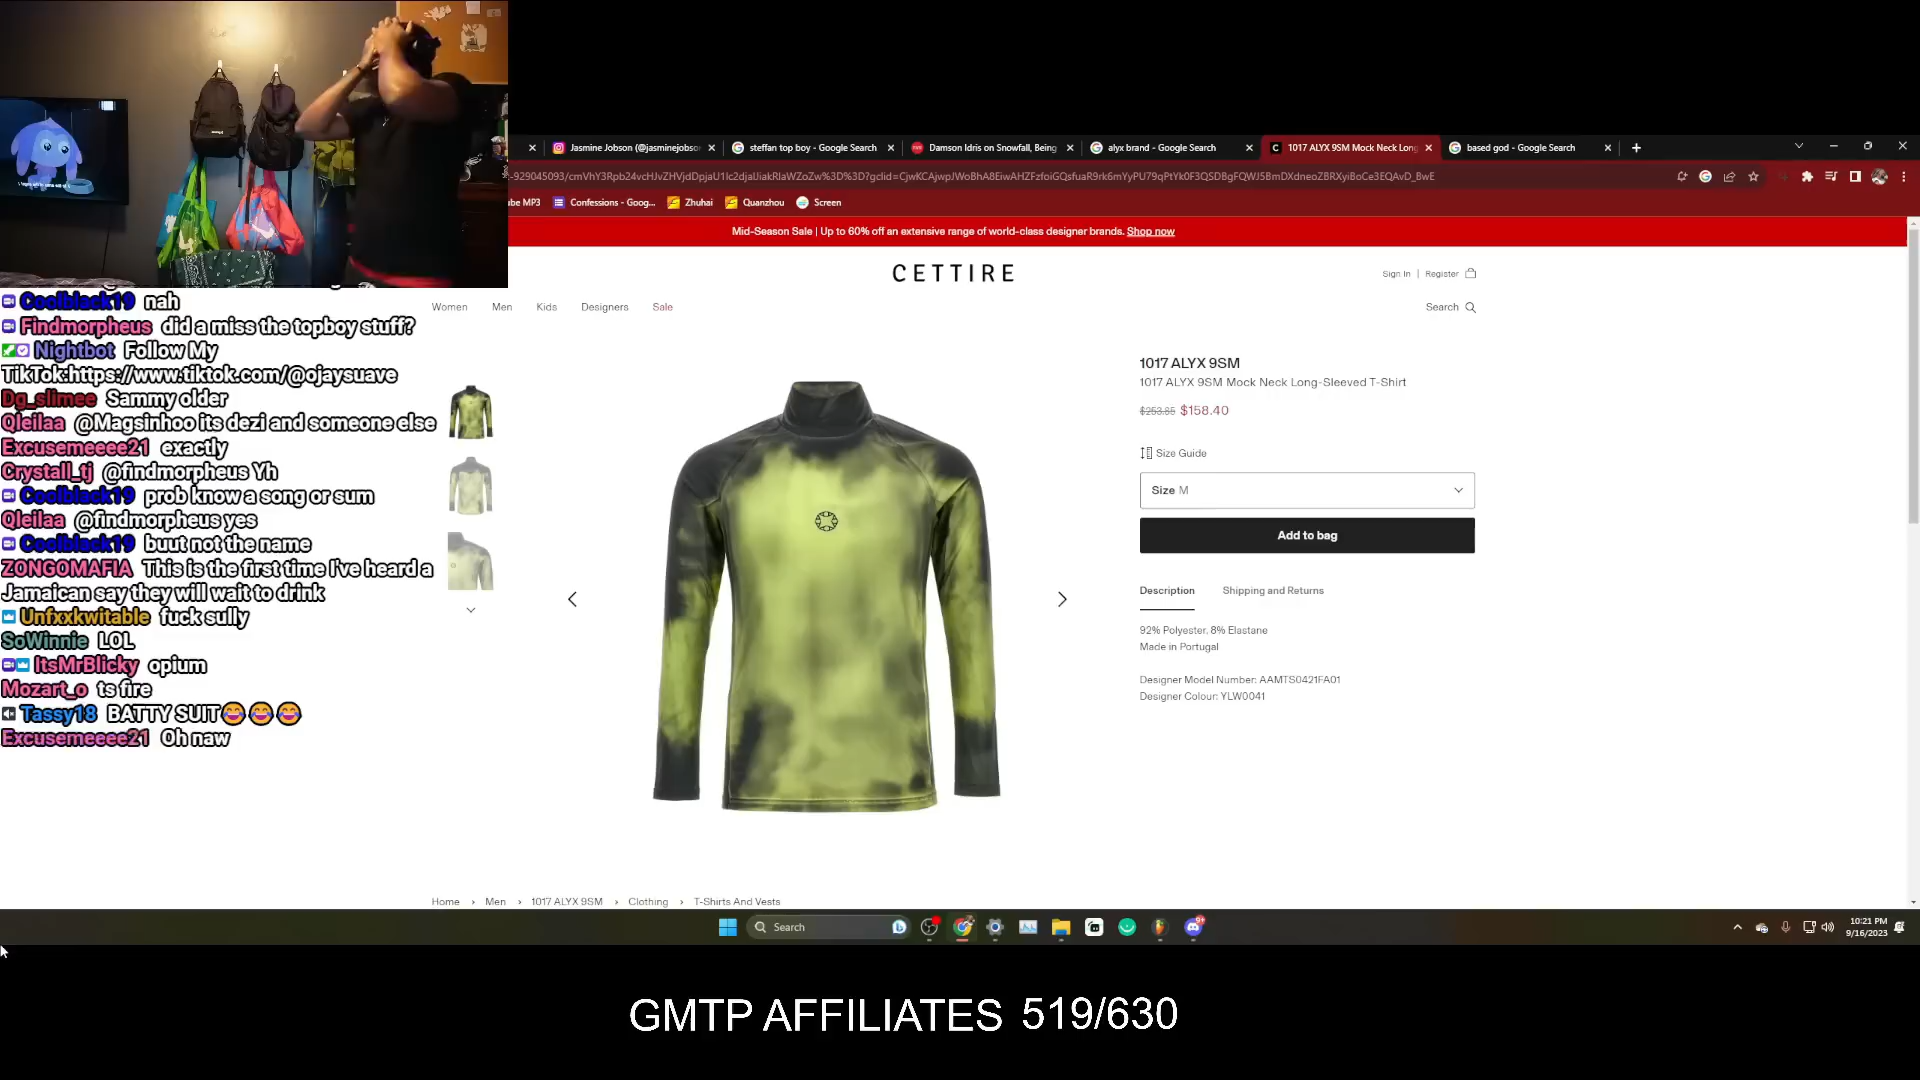 Jasmine Jobson (@jasminejobso
steffan top boy - Google Search
Damson Idris on Snowfall, Being
alyx brand - Google Search
1017 ALYX 9SM Mock Neck Long
based god - Google Search
ube MP3
Confessions - Goog...
Zhuhai
Quanzhou
Screen
Mid-Season Sale | Up to 60% off an extensive range of world-class designer brands. Shop now
CETTIRE
Sign In | Register
Women Men Kids Designers Sale
Search
Coolblack19 nah
Findmorpheus did a miss the topboy stuff?
Nightbot Follow My
TikTok:https://www.tiktok.com/@ojaysuave
Dg_slimee Sammy older
Qleilaa @Magsinhoo its dezi and someone else
Excusemeeee21 exactly
Crystall_tj @findmorpheus Yh
Coolblack19 prob know a song or sum
Qleilaa @findmorpheus yes
Coolblack19 buut not the name
ZONGOMAFIA This is the first time I've heard a
Jamaican say they will wait to drink
Unfxxkwitable fuck sully
SoWinnie LOL
ItsMrBlicky opium
Mozart_o ts fire
Tassy18 BATTY SUIT😂😂😂
Excusemeeee21 Oh naw
1017 ALYX 9SM
1017 ALYX 9SM Mock Neck Long-Sleeved T-Shirt
$253.85 $158.40
Size Guide
Size M
Add to bag
Description
Shipping and Returns
92% Polyester, 8% Elastane
Made in Portugal
Designer Model Number: AAMTS0421FA01
Designer Colour: YLW0041
Home > Men > 1017 ALYX 9SM > Clothing > T-Shirts And Vests
Search
10:21 PM
9/16/2023
GMTP AFFILIATES 519/630